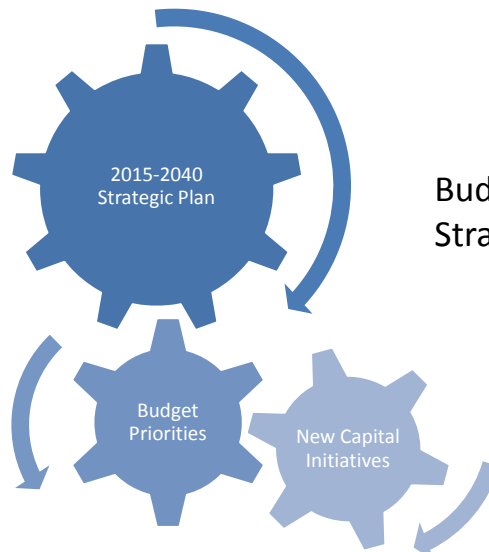 2015-2040
Strategic Plan
Budget
Priorities
New Capital
Initiatives